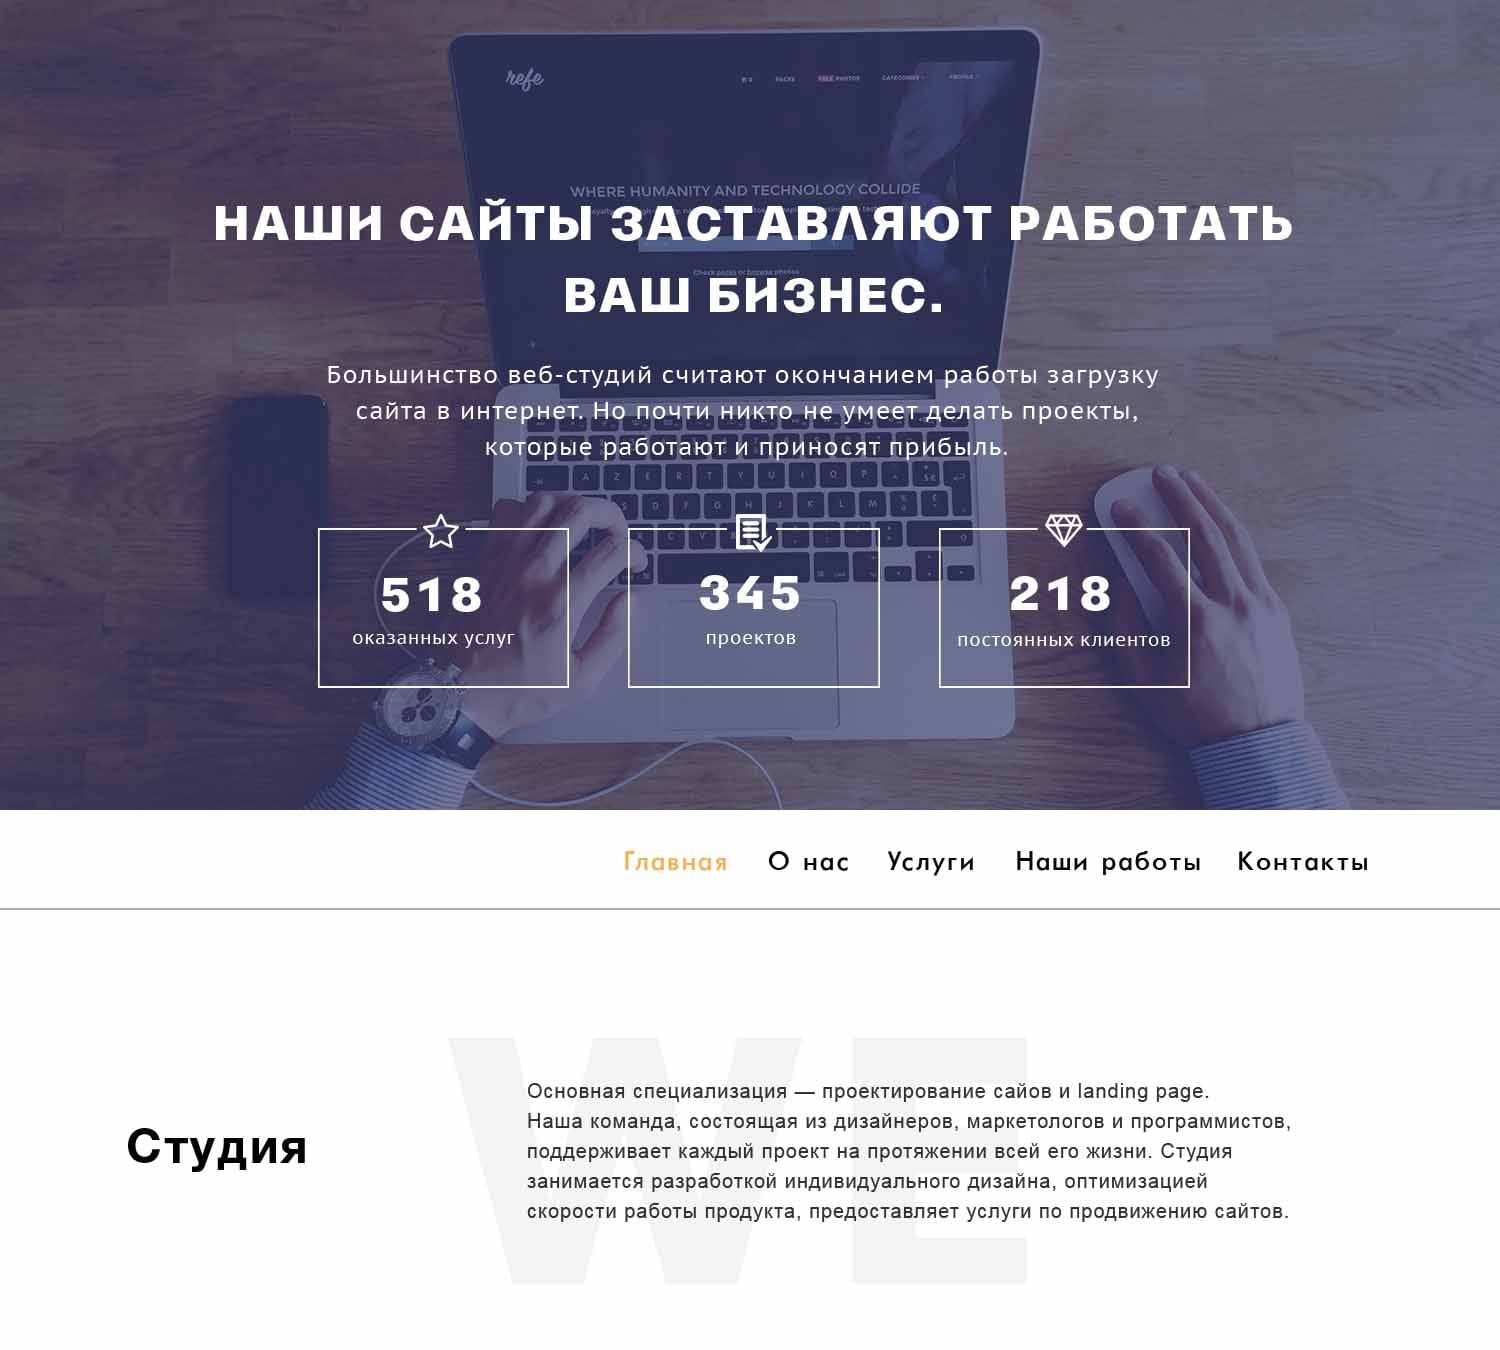 refe
PACKS
FREE PHOTOS
CATEGORIES
WHERE HUMANITY AND TECHNOLOGY COLLIDE
НАШИ САЙТЫ ЗАСТАВЛЯЮТ РАБОТАТЬ
ВАШ БИЗНЕС.
Большинство веб-студий считают окончанием работы загрузку
сайта в интернет. Но почти никто не умеет делать проекты,
которые работают и приносят прибыль.
518
оказанных услуг
345
проектов
218
постоянных клиентов
Главная О нас Услуги Наши работы Контакты
WE
Студия
Основная специализация — проектирование сайов и landing page.
Наша команда, состоящая из дизайнеров, маркетологов и программистов,
поддерживает каждый проект на протяжении всей его жизни. Студия
занимается разработкой индивидуального дизайна, оптимизацией
скорости работы продукта, предоставляет услуги по продвижению сайтов.